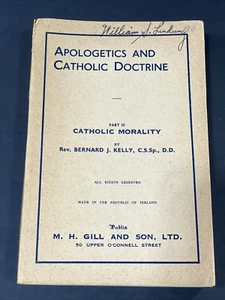 William S.
APOLOGETICS AND
CATHOLIC DOCTRINE
PART III
CATHOLIC MORALITY
BY
Rev. BERNARD J. KELLY, C.S.Sp., D.D.
ALL RIGHTS RESERVED
MADE IN THE REPUBLIC OF IRELAND
Dublin
M. H. GILL AND SON, LTD.
50 UPPER O'CONNELL STREET